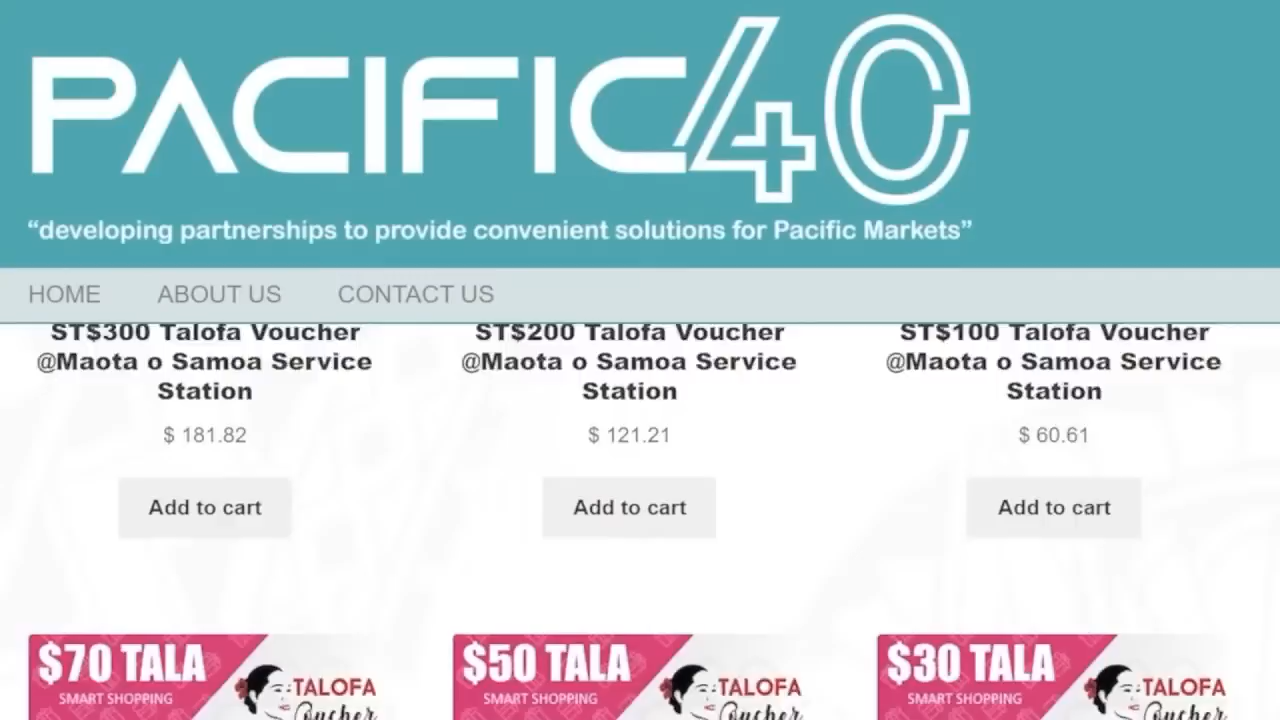 PACIFIC40
“developing partnerships to provide convenient solutions for Pacific Markets”
HOME ABOUT US CONTACT US
ST$300 Talofa Voucher
@Maota o Samoa Service
Station
$ 181.82
Add to cart
ST$200 Talofa Voucher
@Maota o Samoa Service
Station
$ 121.21
Add to cart
ST$100 Talofa Voucher
@Maota o Samoa Service
Station
$ 60.61
Add to cart
$70 TALA
SMART SHOPPING
TALOFA
Voucher
$50 TALA
SMART SHOPPING
TALOFA
Voucher
$30 TALA
SMART SHOPPING
TALOFA
Voucher